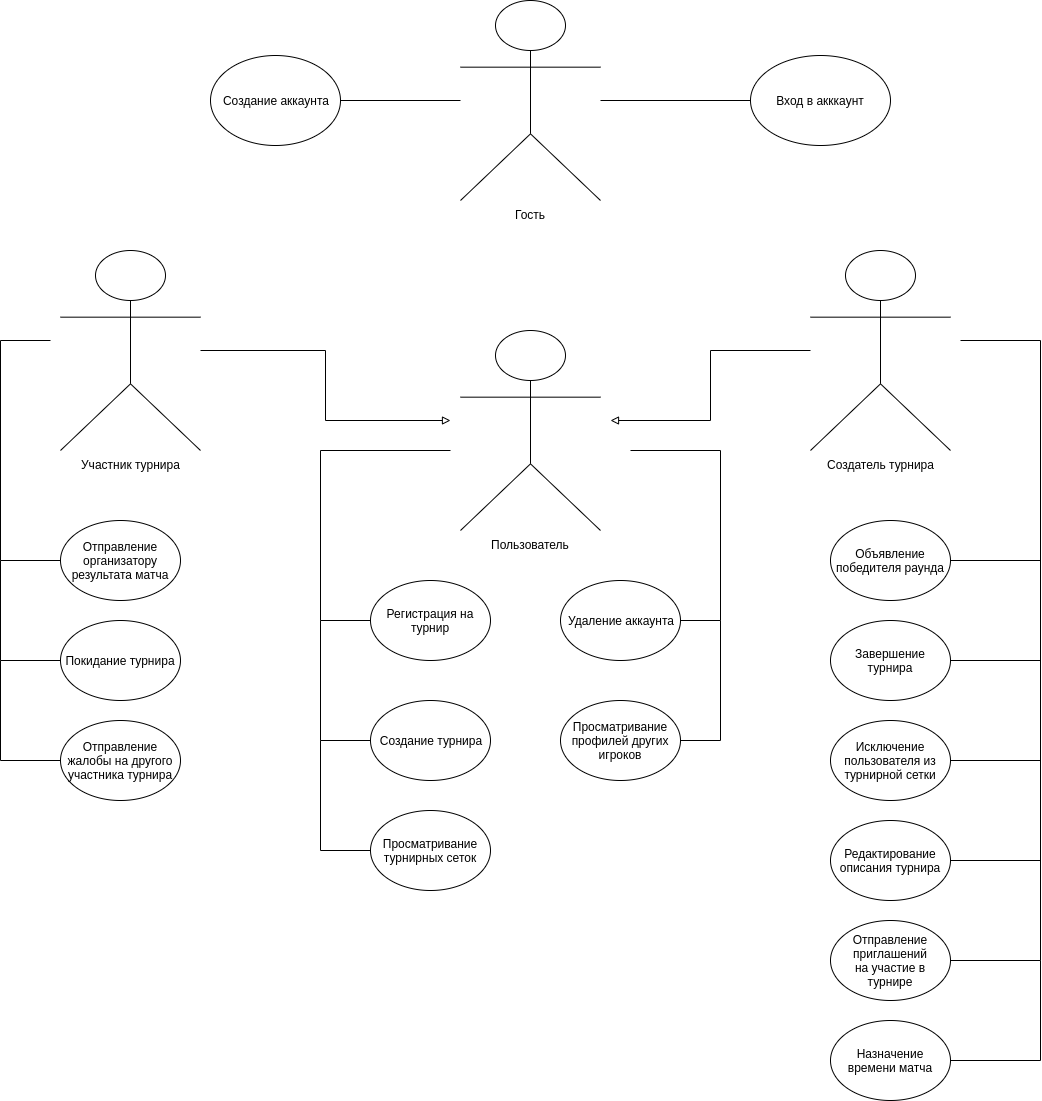 Создание аккаунта
Вход в акккаунт
Гость
Участник турнира
Создатель турнира
Пользователь
Отправление
организатору
результата матча
Покидание турнира
Отправление
жалобы на другого
участника турнира
Регистрация на
турнир
Создание турнира
Просматривание
турнирных сеток
Удаление аккаунта
Просматривание
профилей других
игроков
Объявление
победителя раунда
Завершение
турнира
Исключение
пользователя из
турнирной сетки
Редактирование
описания турнира
Отправление
приглашений
на участие в
турнире
Назначение
времени матча